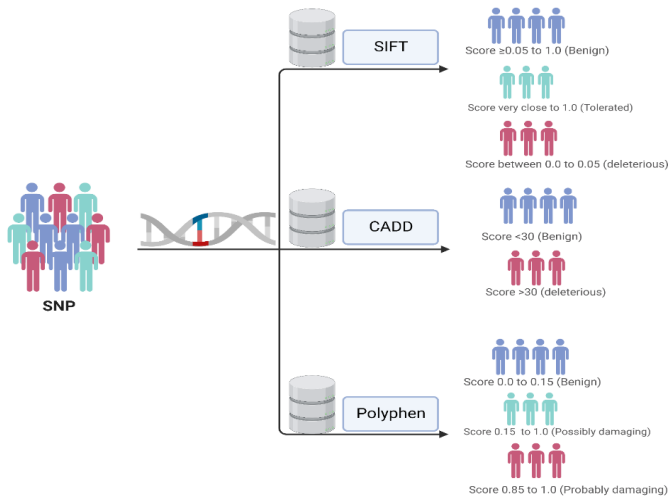 SIFT
Score ≥0.05 to 1.0 (Benign)
Score very close to 1.0 (Tolerated)
Score between 0.0 to 0.05 (deleterious)
SNP
CADD
Score <30 (Benign)
Score >30 (deleterious)
Polyphen
Score 0.0 to 0.15 (Benign)
Score 0.15 to 1.0 (Possibly damaging)
Score 0.85 to 1.0 (Probably damaging)